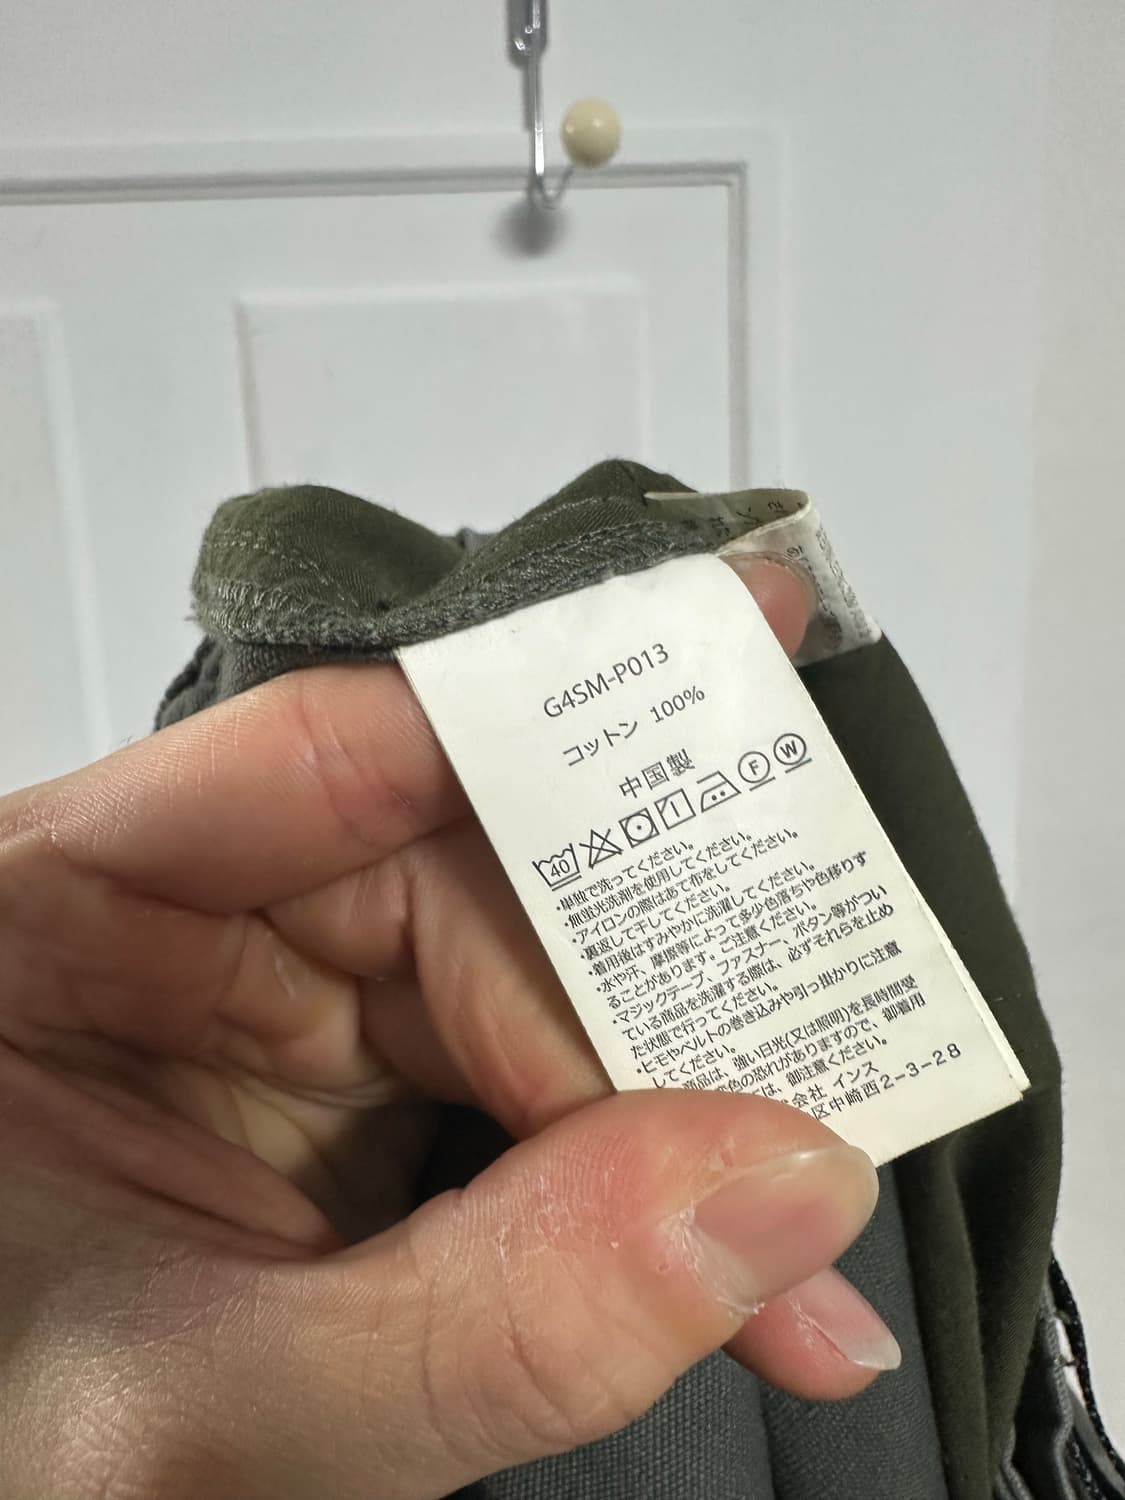 G4SM-P013
コットン 100%
中国製
40 F W
・単独で洗ってください。
・無蛍光洗剤を使用してください。
・アイロンの際はあて布をしてください。
・裏返して干してください。
・着用後はすみやかに洗濯してください。
・水や汗、摩擦等によって多少色落ちや色移りす
ることがあります。ご注意ください。
・マジックテープ、ファスナー、ボタン等がつい
ている商品を洗濯する際は、必ずそれらを止め
た状態で行ってください。
・ヒモやベルトの巻き込みや引っ掛かりに注意
してください。
商品は、強い日光(又は照明)を長時間受
変色の恐れがありますので、御着用
は、御注意ください。
会社 インス
区中崎西2-3-28